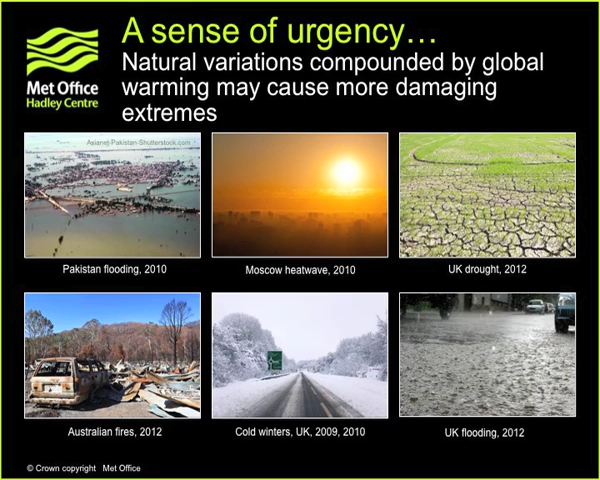 A sense of urgency…
Met Office
Hadley Centre
Natural variations compounded by global
warming may cause more damaging
extremes
Asianet-Pakistan-Shutterstock.com
Pakistan flooding, 2010
Moscow heatwave, 2010
UK drought, 2012
Australian fires, 2012
Cold winters, UK, 2009, 2010
UK flooding, 2012
© Crown copyright Met Office